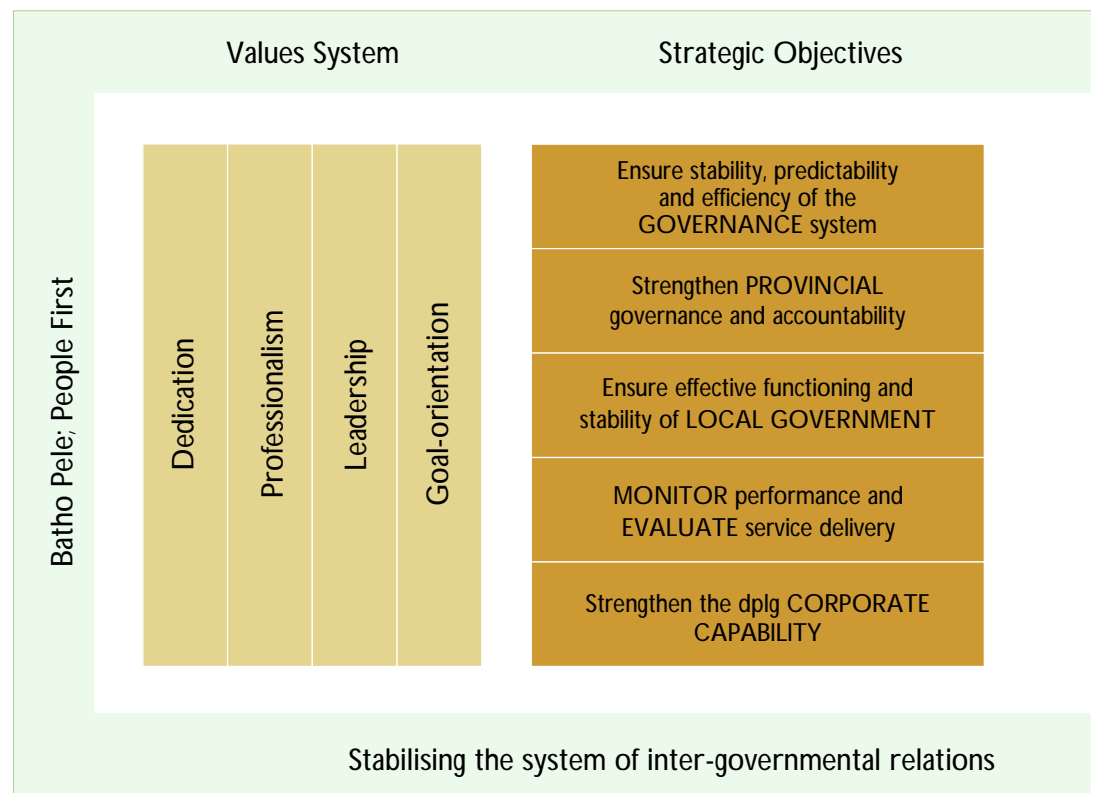 Values System
Strategic Objectives
Batho Pele; People First
Dedication
Professionalism
Leadership
Goal-orientation
Ensure stability, predictability
and efficiency of the
GOVERNANCE system
Strengthen PROVINCIAL
governance and accountability
Ensure effective functioning and
stability of LOCAL GOVERNMENT
MONITOR performance and
EVALUATE service delivery
Strengthen the dplg CORPORATE
CAPABILITY
Stabilising the system of inter-governmental relations